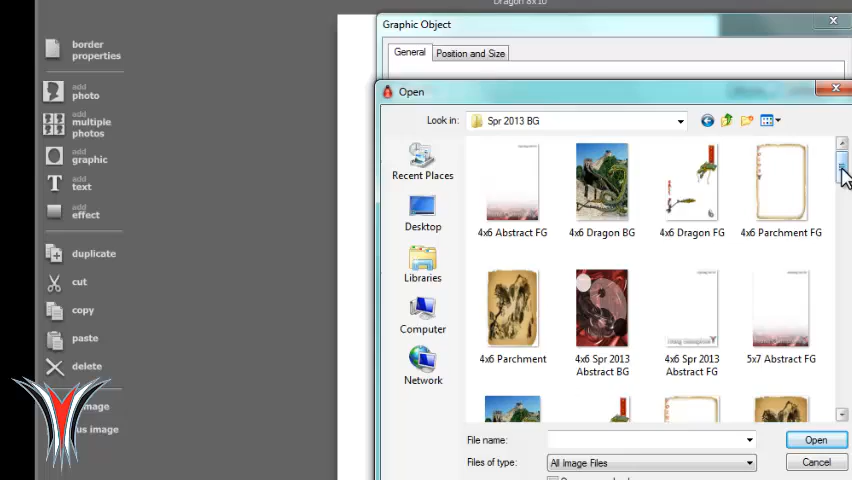 Dragon 8x10
border
properties
add
photo
add
multiple
photos
add
graphic
add
text
add
effect
duplicate
cut
copy
paste
delete
image
us image
Graphic Object
General
Position and Size
Open
Look in:
Spr 2013 BG
Recent Places
Desktop
Libraries
Computer
Network
4x6 Abstract FG
4x6 Dragon BG
4x6 Dragon FG
4x6 Parchment FG
4x6 Parchment
4x6 Spr 2013
Abstract BG
4x6 Spr 2013
Abstract FG
5x7 Abstract FG
File name:
Open
Files of type:
All Image Files
Cancel